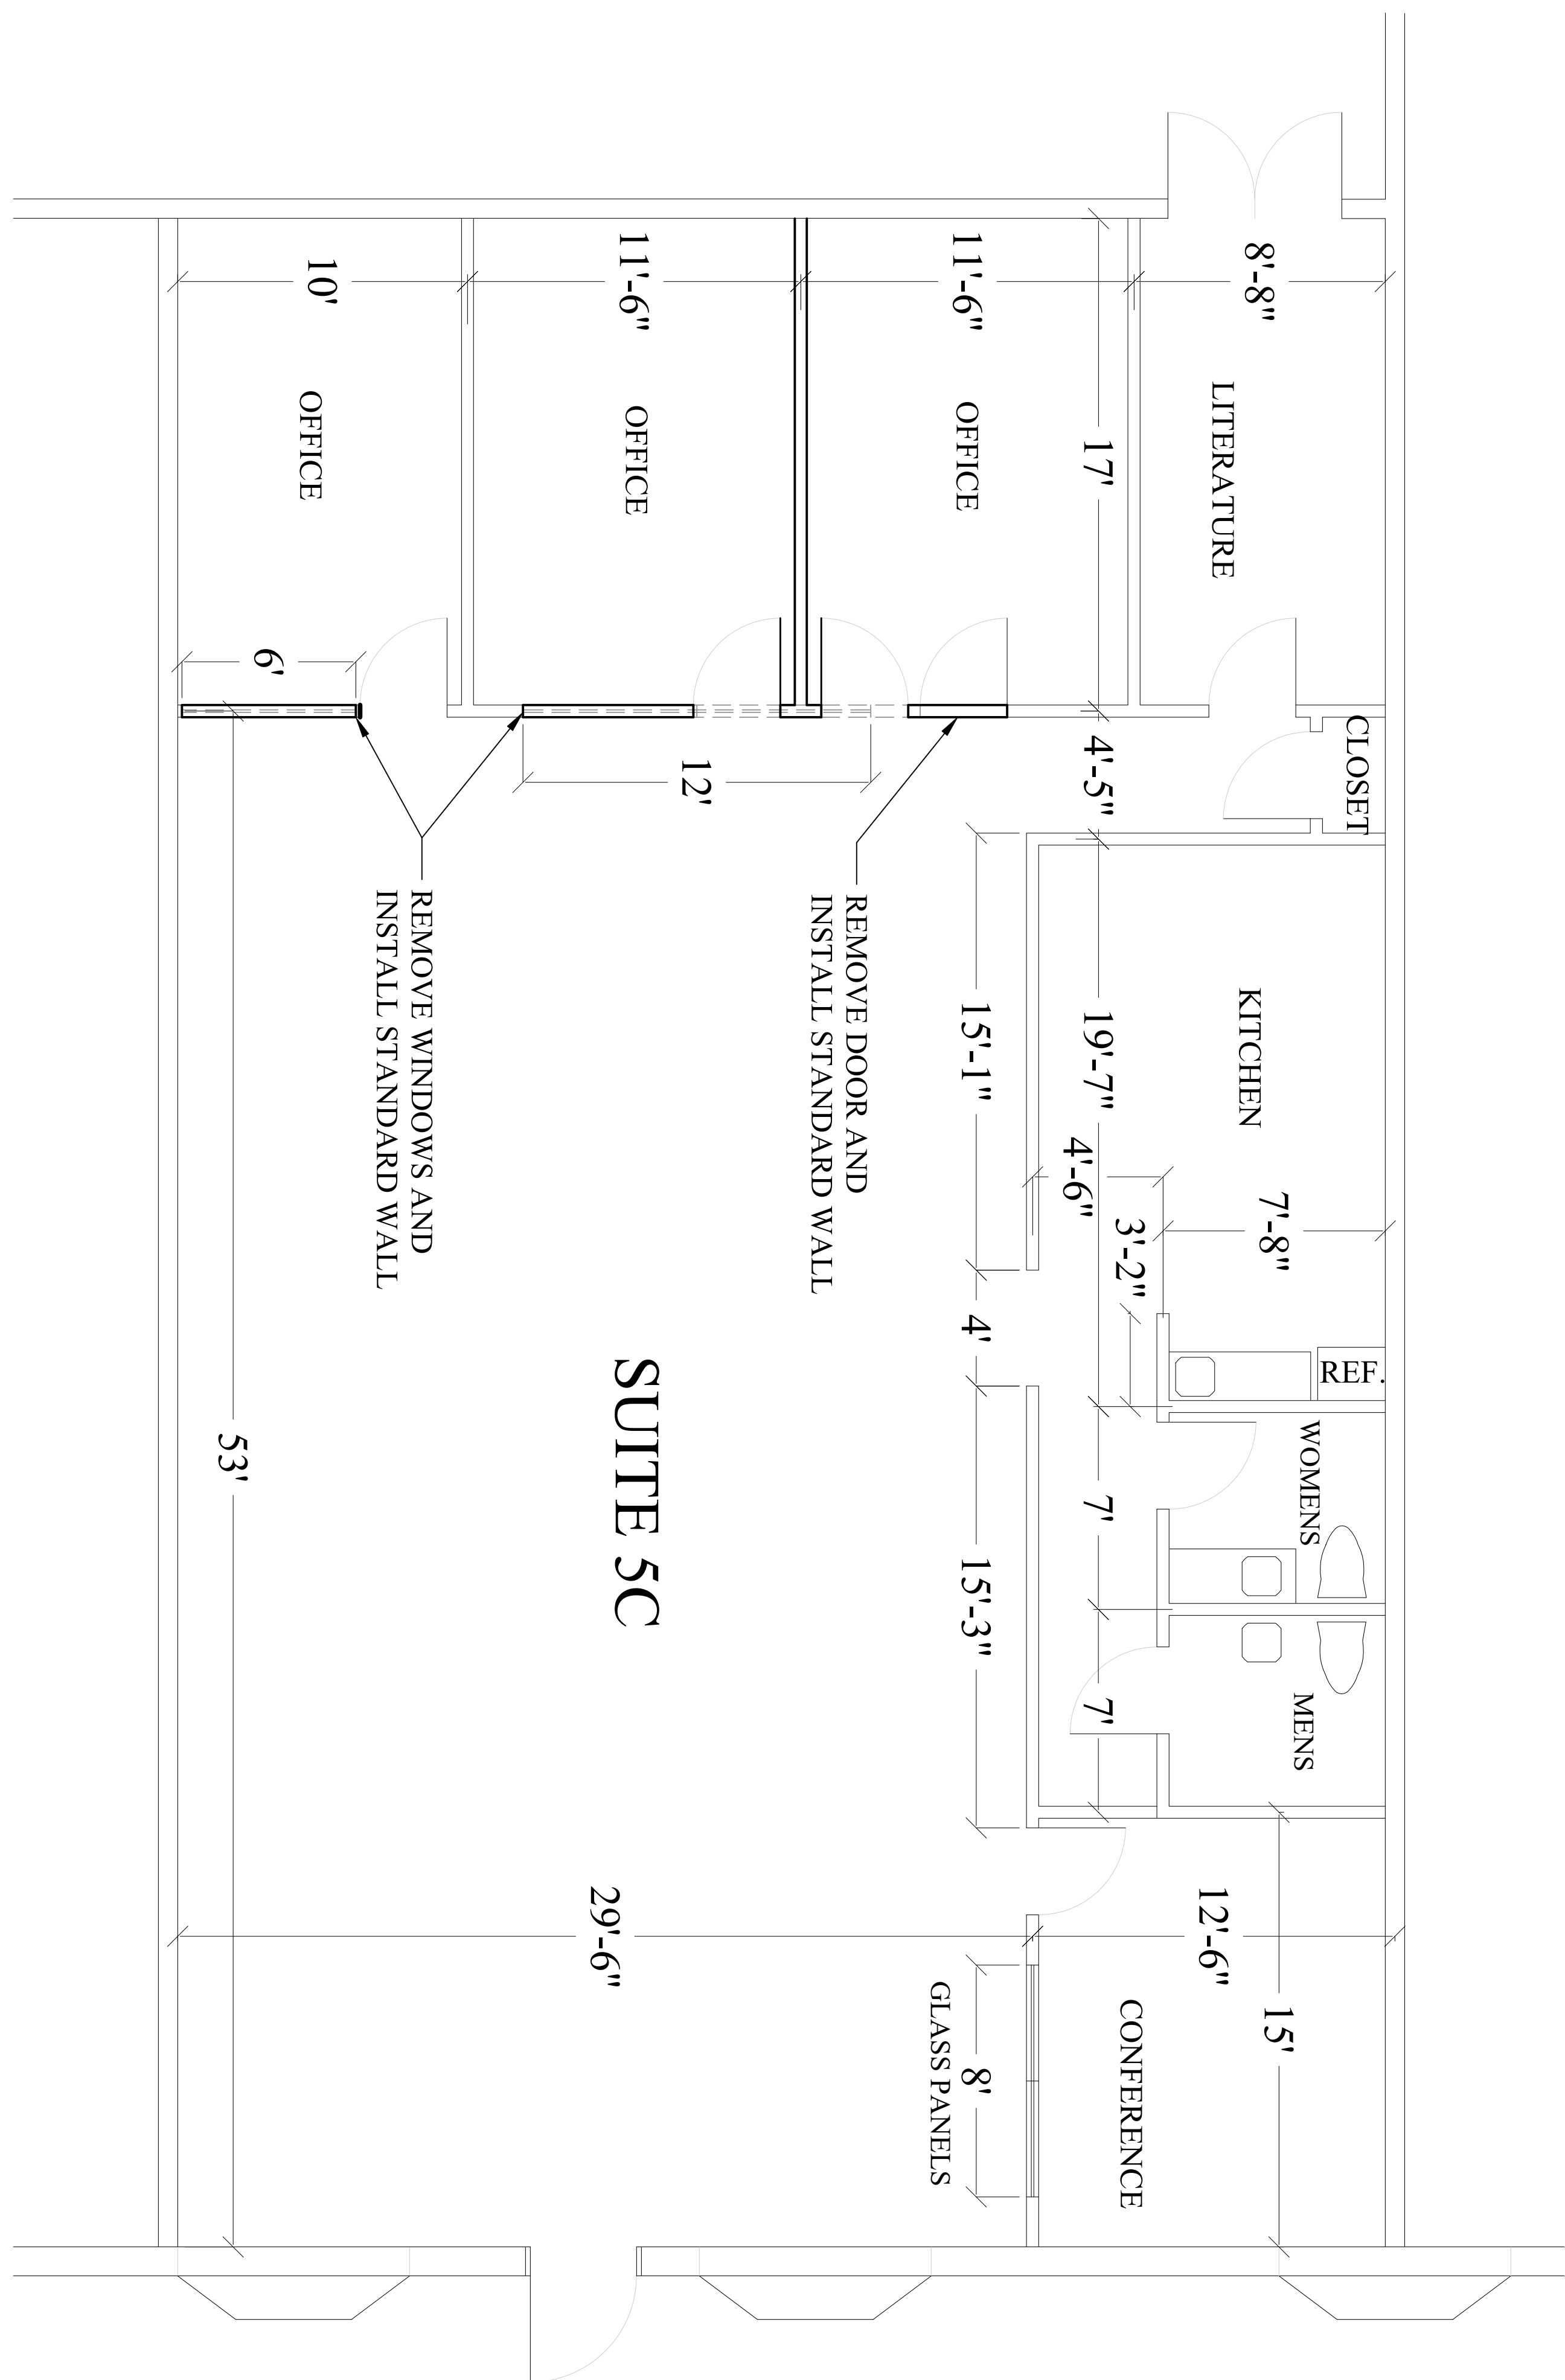 8'-8"
LITERATURE
CLOSET
KITCHEN
7'-8"
REF.
WOMENS
MENS
12'-6"
15'
CONFERENCE
17'
4'-5"
19'-7"
4'-6"
3'-2"
7'
7'
11'-6"
OFFICE
15'-1"
4'
15'-3"
8'
GLASS PANELS
REMOVE DOOR AND
INSTALL STANDARD WALL
12'
11'-6"
OFFICE
SUITE 5C
29'-6"
REMOVE WINDOWS AND
INSTALL STANDARD WALL
10'
OFFICE
6'
53'